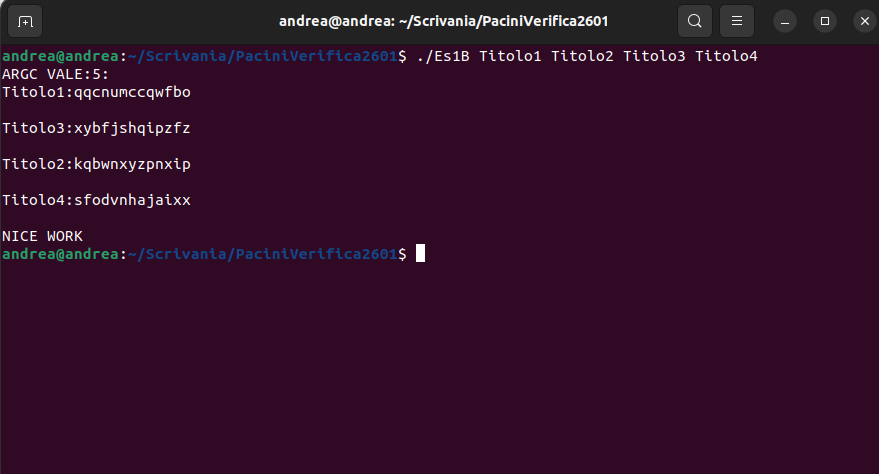 andrea@andrea: ~/Scrivania/PaciniVerifica2601
andrea@andrea:~/Scrivania/PaciniVerifica2601$ ./Es1B Titolo1 Titolo2 Titolo3 Titolo4
ARGC VALE:5:
Titolo1:qqcnumccqwfbo
Titolo3:xybfjshqipzfz
Titolo2:kqbwnxyzpnxip
Titolo4:sfodvnhajaixx
NICE WORK
andrea@andrea:~/Scrivania/PaciniVerifica2601$